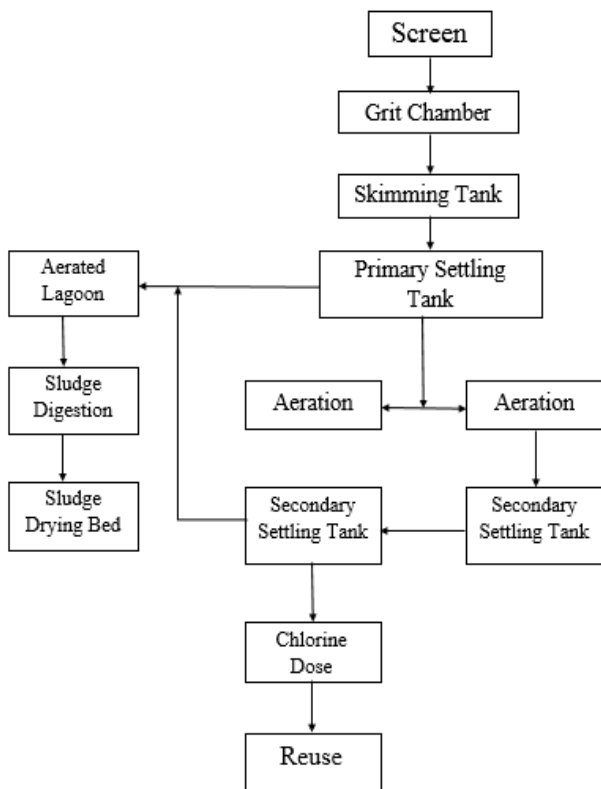 Screen
Grit Chamber
Skimming Tank
Primary Settling
Tank
Aerated
Lagoon
Sludge
Digestion
Sludge
Drying Bed
Aeration
Aeration
Secondary
Settling Tank
Secondary
Settling Tank
Chlorine
Dose
Reuse